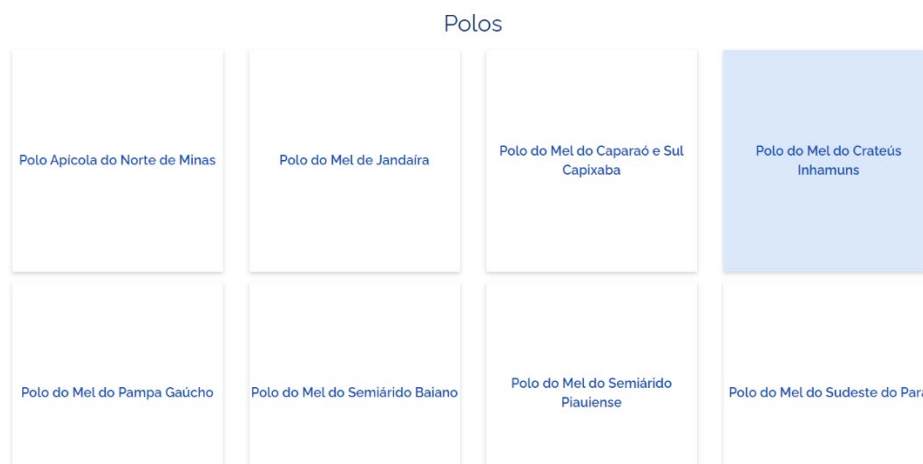 Polos
Polo Apícola do Norte de Minas
Polo do Mel de Jandaíra
Polo do Mel do Caparaó e Sul
Capixaba
Polo do Mel do Crateús
Inhamuns
Polo do Mel do Pampa Gaúcho
Polo do Mel do Semiárido Baiano
Polo do Mel do Semiárido
Piauiense
Polo do Mel do Sudeste do Pará